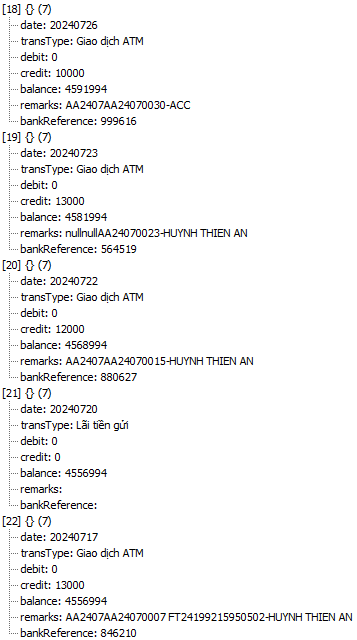 [18] {} (7)
date: 20240726
transType: Giao dịch ATM
debit: 0
credit: 10000
balance: 4591994
remarks: AA2407AA24070030-ACC
bankReference: 999616
[19] {} (7)
date: 20240723
transType: Giao dịch ATM
debit: 0
credit: 13000
balance: 4581994
remarks: nullnullAA24070023-HUYNH THIEN AN
bankReference: 564519
[20] {} (7)
date: 20240722
transType: Giao dịch ATM
debit: 0
credit: 12000
balance: 4568994
remarks: AA2407AA24070015-HUYNH THIEN AN
bankReference: 880627
[21] {} (7)
date: 20240720
transType: Lãi tiền gửi
debit: 0
credit: 0
balance: 4556994
remarks:
bankReference:
[22] {} (7)
date: 20240717
transType: Giao dịch ATM
debit: 0
credit: 13000
balance: 4556994
remarks: AA2407AA24070007 FT24199215950502-HUYNH THIEN AN
bankReference: 846210